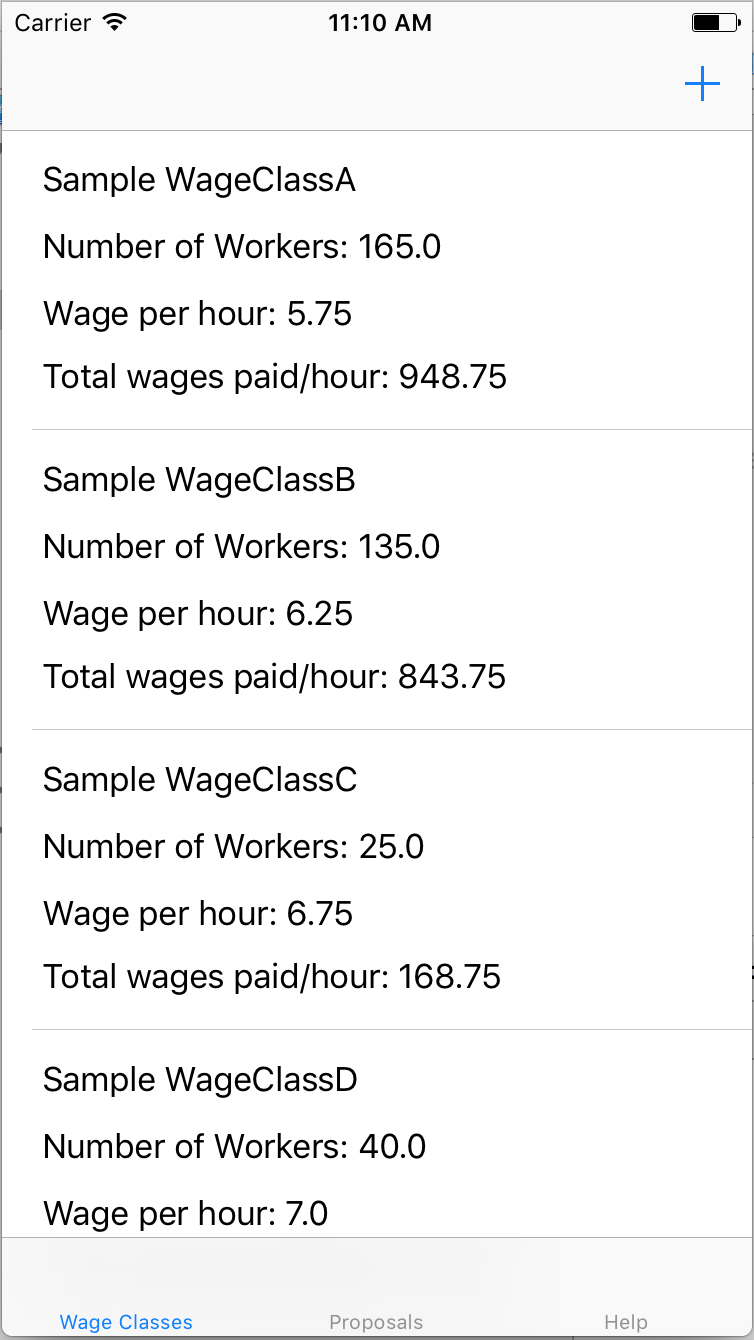 Carrier 11:10 AM
Sample WageClassA
Number of Workers: 165.0
Wage per hour: 5.75
Total wages paid/hour: 948.75
Sample WageClassB
Number of Workers: 135.0
Wage per hour: 6.25
Total wages paid/hour: 843.75
Sample WageClassC
Number of Workers: 25.0
Wage per hour: 6.75
Total wages paid/hour: 168.75
Sample WageClassD
Number of Workers: 40.0
Wage per hour: 7.0
Wage Classes Proposals Help